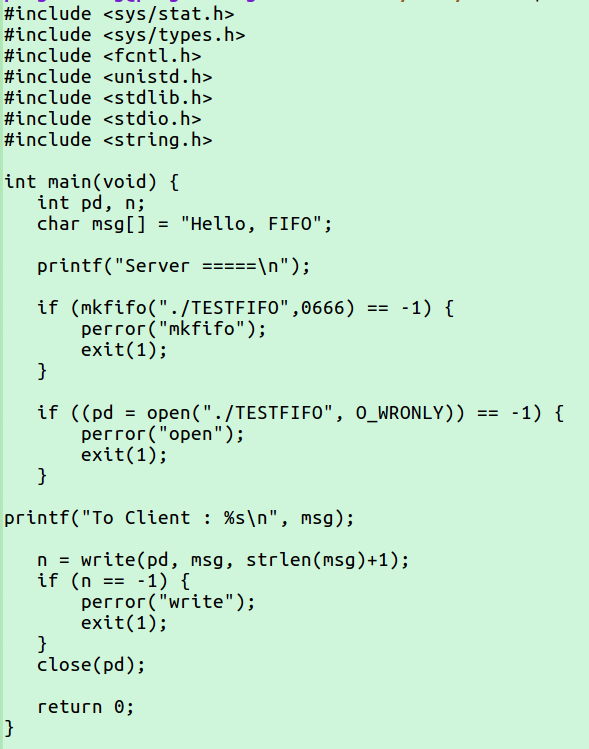 #include <sys/stat.h>
#include <sys/types.h>
#include <fcntl.h>
#include <unistd.h>
#include <stdlib.h>
#include <stdio.h>
#include <string.h>

int main(void) {
   int pd, n;
   char msg[] = "Hello, FIFO";

   printf("Server =====\n");

   if (mkfifo("./TESTFIFO",0666) == -1) {
       perror("mkfifo");
       exit(1);
   }

   if ((pd = open("./TESTFIFO", O_WRONLY)) == -1) {
       perror("open");
       exit(1);
   }

printf("To Client : %s\n", msg);

   n = write(pd, msg, strlen(msg)+1);
   if (n == -1) {
       perror("write");
       exit(1);
   }
   close(pd);

   return 0;
}